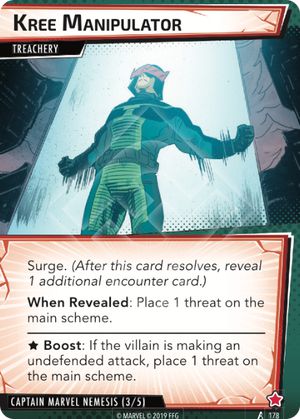 KREE MANIPULATOR
TREACHERY
Surge. (After this card resolves, reveal
1 additional encounter card.)
When Revealed: Place 1 threat on the
main scheme.
★ Boost: If the villain is making an
undefended attack, place 1 threat on
the main scheme.
CAPTAIN MARVEL NEMESIS (3/5)
© MARVEL © 2019 FFG
178